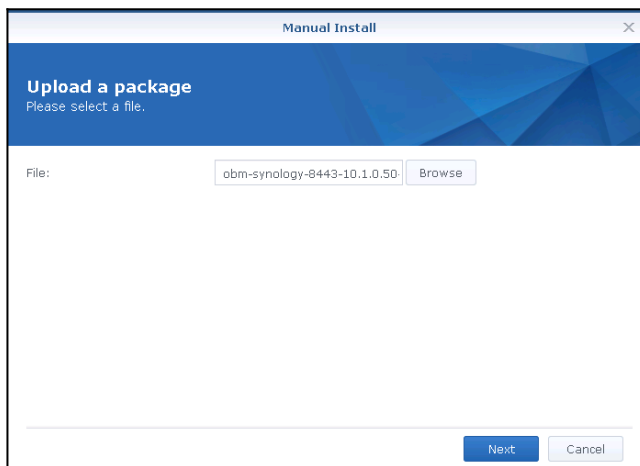 Manual Install
Upload a package
Please select a file.
File: obm-synology-8443-10.1.0.50- Browse
Next Cancel